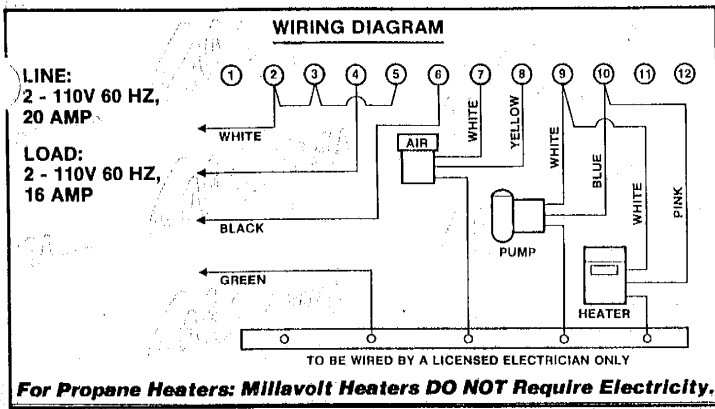 WIRING DIAGRAM
1 2 3 4 5 6 7 8 9 10 11 12
LINE:
2 - 110V 60 HZ,
20 AMP
WHITE
LOAD:
2 - 110V 60 HZ,
16 AMP
BLACK
GREEN
AIR
WHITE
YELLOW
WHITE
BLUE
WHITE
PINK
PUMP
HEATER
TO BE WIRED BY A LICENSED ELECTRICIAN ONLY
For Propane Heaters: Millavolt Heaters DO NOT Require Electricity.